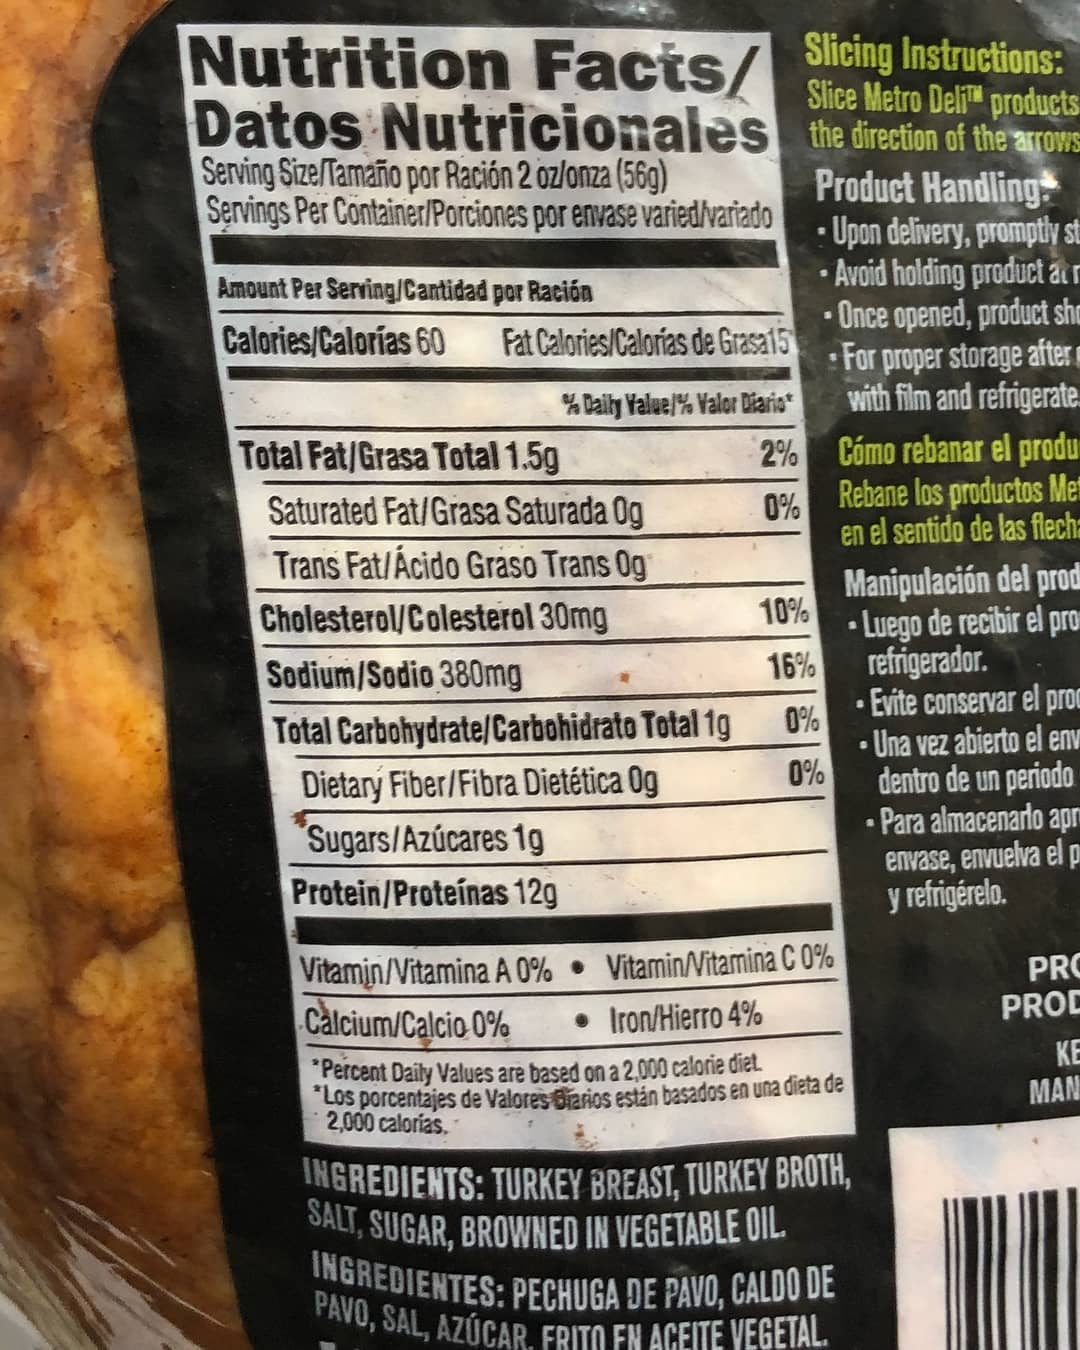 Nutrition Facts/
Datos Nutricionales
Serving Size/Tamaño por Ración 2 oz/onza (56g)
Servings Per Container/Porciones por envase varied/variado
Amount Per Serving/Cantidad por Ración
Calories/Calorías 60 Fat Calories/Calorías de Grasa15
% Daily Value/% Valor Diario*
Total Fat/Grasa Total 1.5g 2%
Saturated Fat/Grasa Saturada 0g 0%
Trans Fat/Ácido Graso Trans 0g
Cholesterol/Colesterol 30mg 10%
Sodium/Sodio 380mg 16%
Total Carbohydrate/Carbohidrato Total 1g 0%
Dietary Fiber/Fibra Dietética 0g 0%
Sugars/Azúcares 1g
Protein/Proteínas 12g
Vitamin/Vitamina A 0% • Vitamin/Vitamina C 0%
Calcium/Calcio 0% • Iron/Hierro 4%
*Percent Daily Values are based on a 2,000 calorie diet.
*Los porcentajes de Valores Diarios están basados en una dieta de
2,000 calorías.
INGREDIENTS: TURKEY BREAST, TURKEY BROTH,
SALT, SUGAR, BROWNED IN VEGETABLE OIL.
INGREDIENTES: PECHUGA DE PAVO, CALDO DE
PAVO, SAL, AZÚCAR, FRITO EN ACEITE VEGETAL.
Slicing Instructions:
Slice Metro Deli™ products
the direction of the arrows
Product Handling:
• Upon delivery, promptly
• Avoid holding product
• Once opened, product
• For proper storage after
with film and refrigerate.
Cómo rebanar el
Rebane los productos
en el sentido de las
Manipulación del
• Luego de recibir el
refrigerador.
• Evite conservar el
• Una vez abierto el
dentro de un periodo
• Para almacenarlo
envase, envuelva el
y refrigérelo.